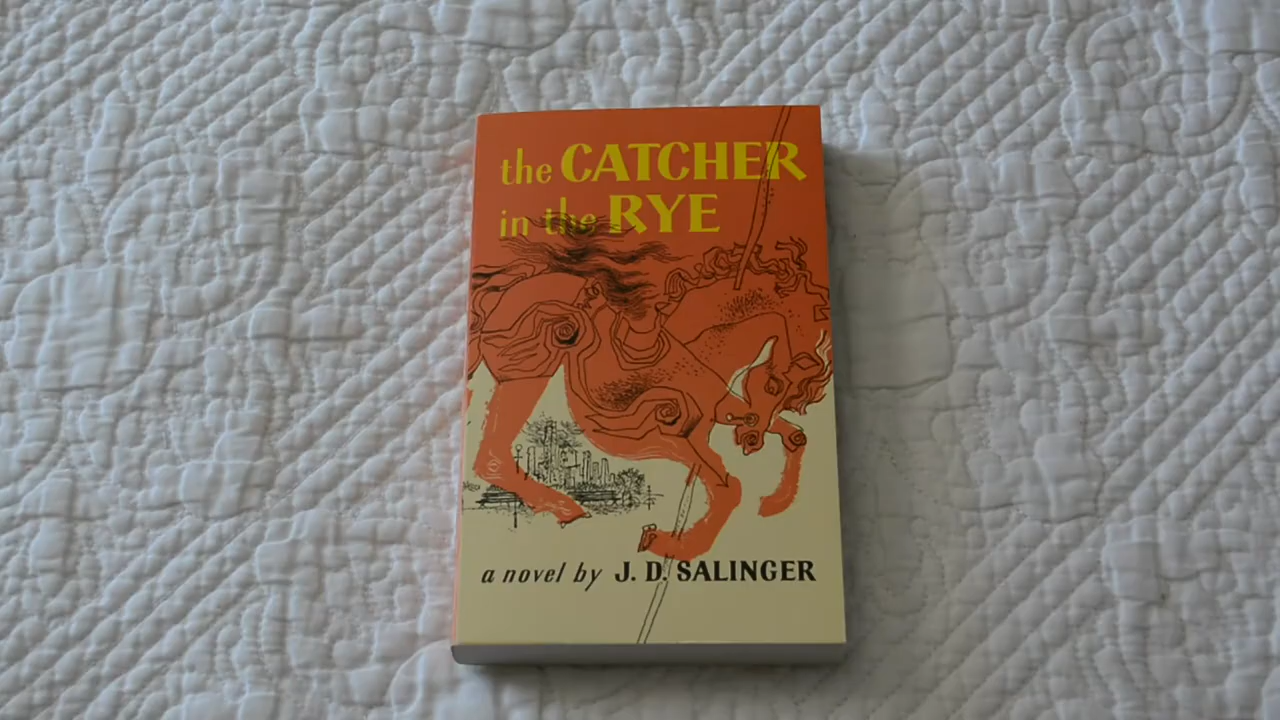 the CATCHER
in the RYE
a novel by J. D. SALINGER